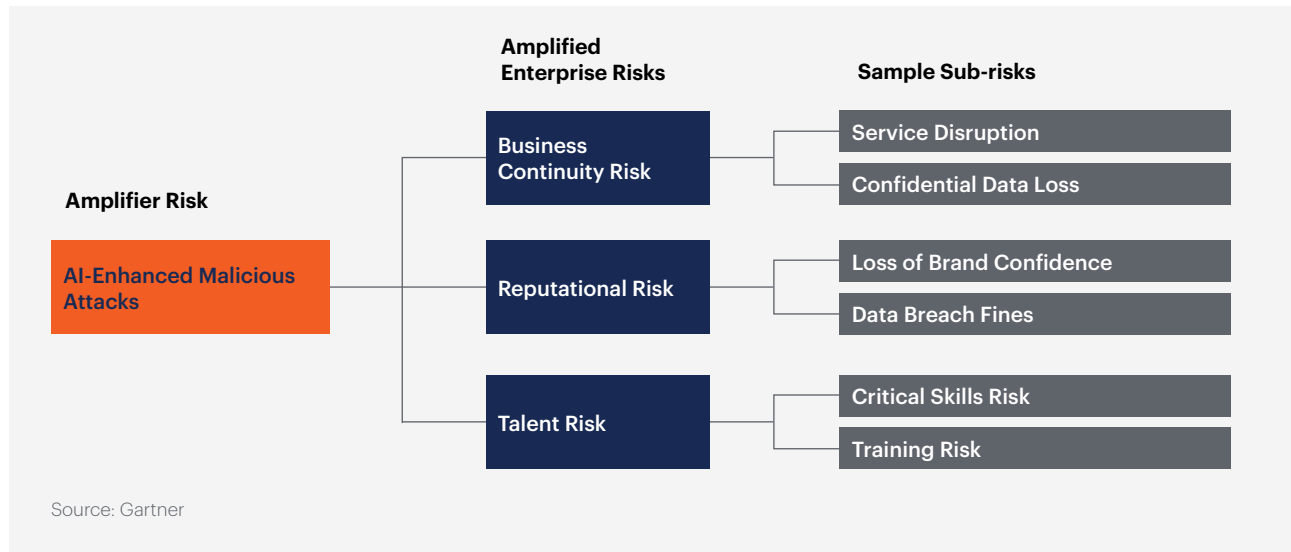 Amplified
Enterprise Risks
Sample Sub-risks
Amplifier Risk
AI-Enhanced Malicious
Attacks
Business
Continuity Risk
Service Disruption
Confidential Data Loss
Reputational Risk
Loss of Brand Confidence
Data Breach Fines
Talent Risk
Critical Skills Risk
Training Risk
Source: Gartner